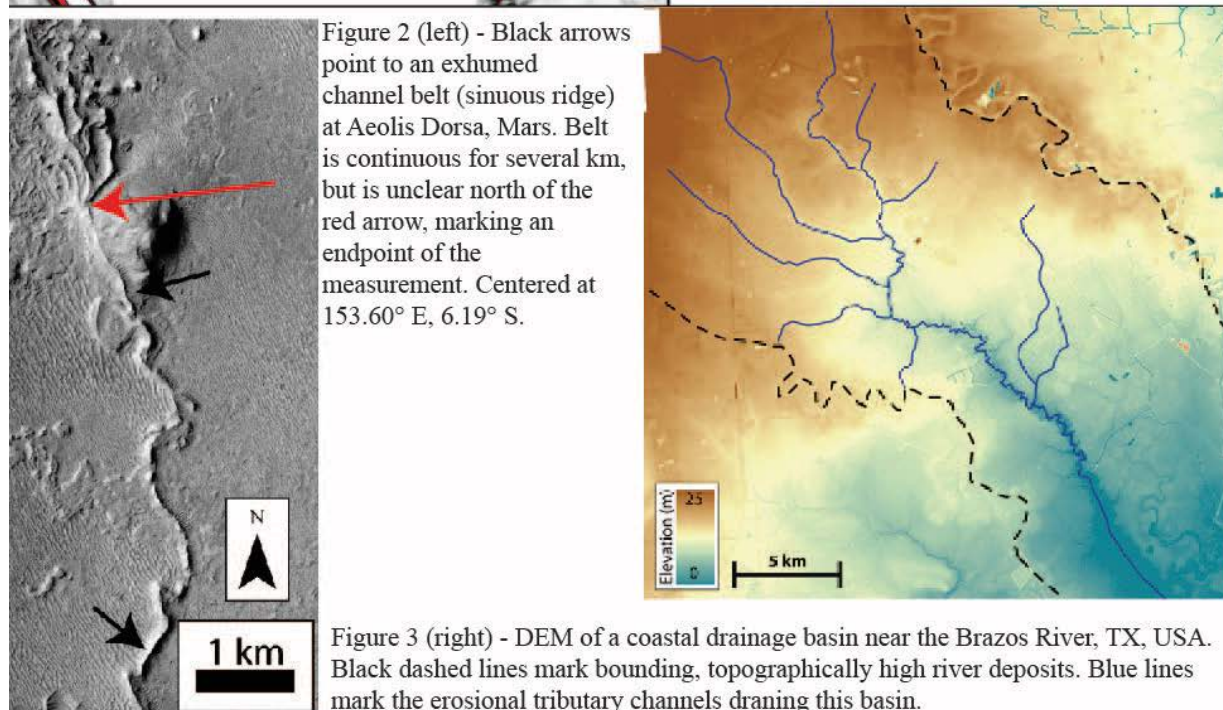 Figure 2 (left) - Black arrows
point to an exhumed
channel belt (sinuous ridge)
at Aeolis Dorsa, Mars. Belt
is continuous for several km,
but is unclear north of the
red arrow, marking an
endpoint of the
measurement. Centered at
153.60° E, 6.19° S.
N
1 km
Elevation (m)
25
0
5 km
Figure 3 (right) - DEM of a coastal drainage basin near the Brazos River, TX, USA.
Black dashed lines mark bounding, topographically high river deposits. Blue lines
mark the erosional tributary channels draning this basin.